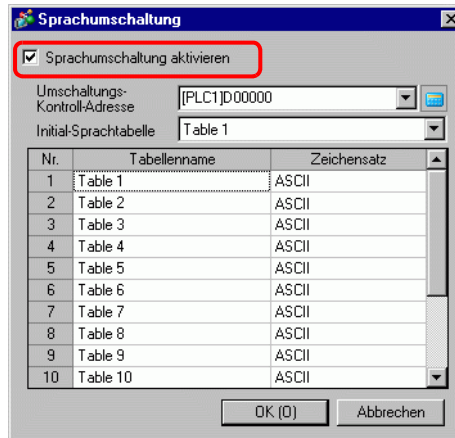 Sprachumschaltung
Sprachumschaltung aktivieren
Umschaltungs-
Kontroll-Adresse [PLC1]D00000
Initial-Sprachtabelle Table 1
Nr. Tabellenname Zeichensatz
1 Table 1 ASCII
2 Table 2 ASCII
3 Table 3 ASCII
4 Table 4 ASCII
5 Table 5 ASCII
6 Table 6 ASCII
7 Table 7 ASCII
8 Table 8 ASCII
9 Table 9 ASCII
10 Table 10 ASCII
OK (O) Abbrechen